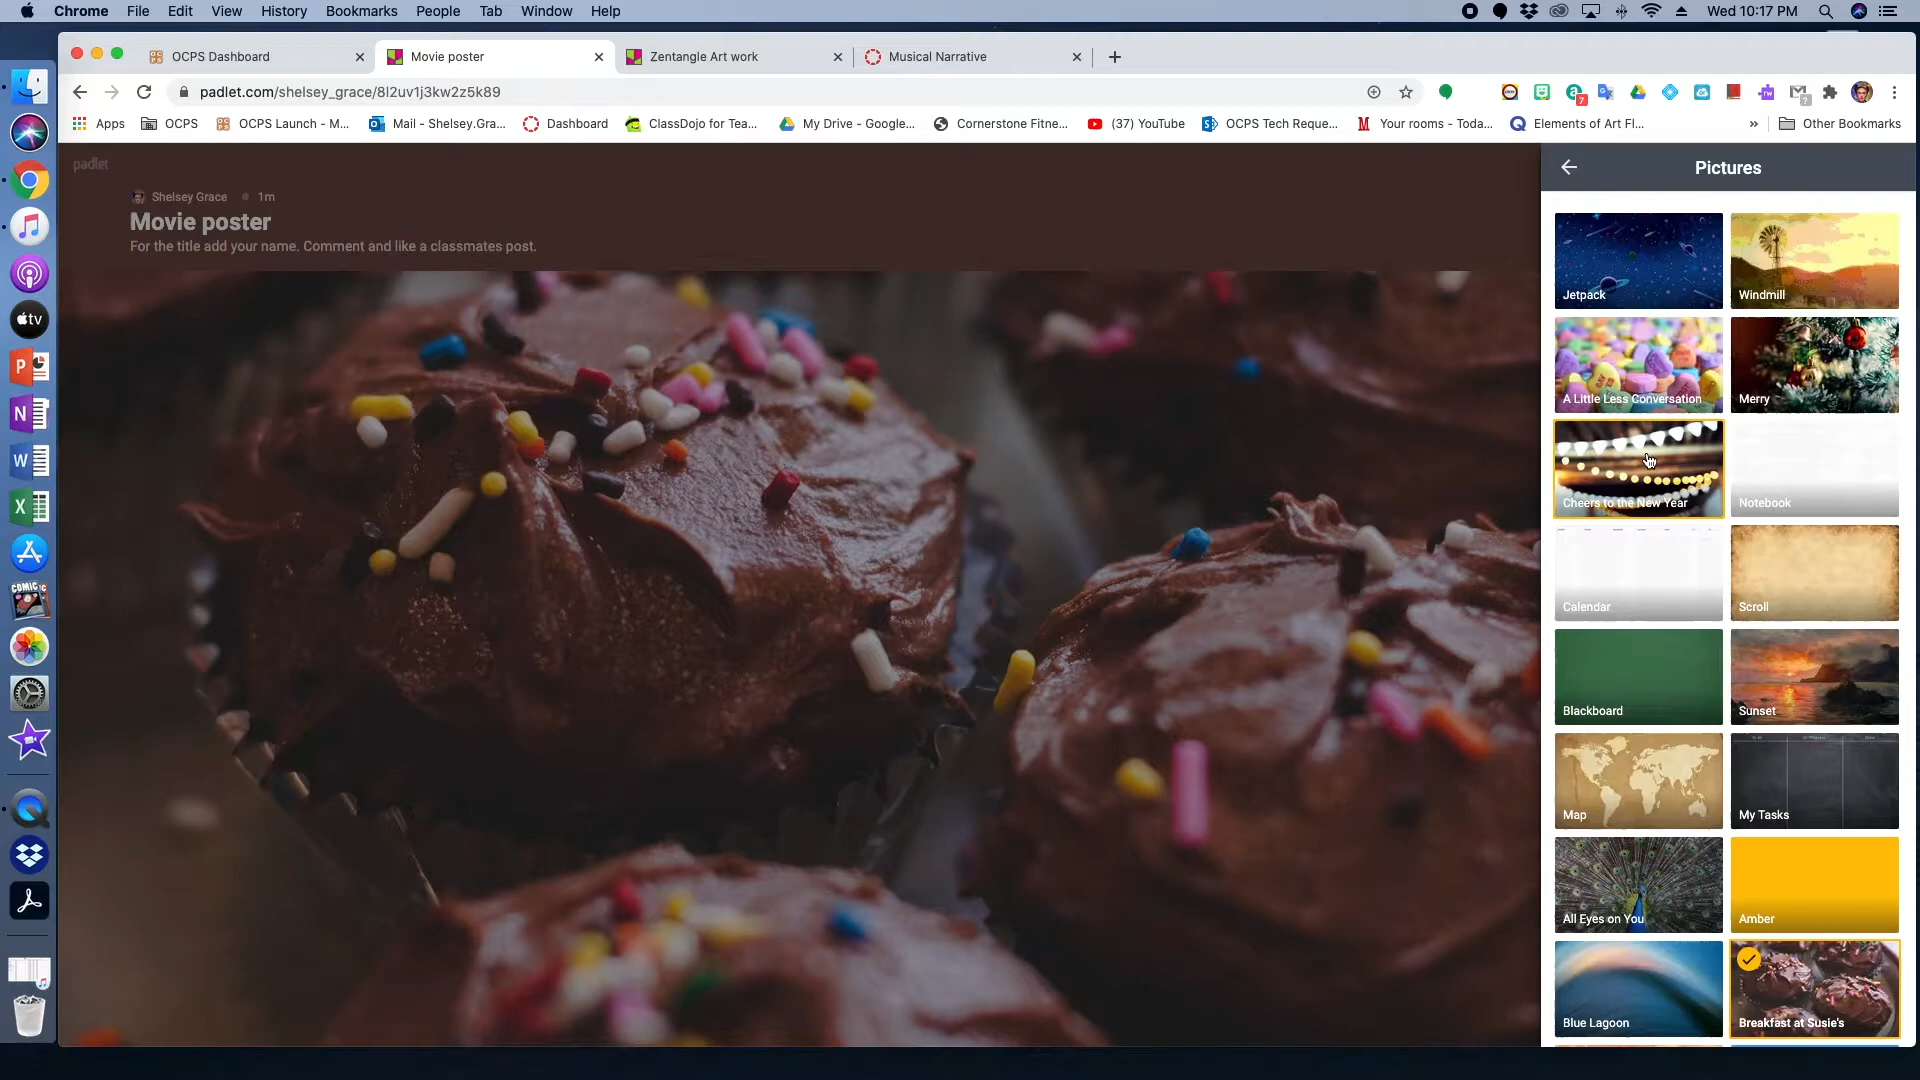 Chrome File Edit View History Bookmarks People Tab Window Help Wed 10:17 PM
OCPS Dashboard Movie poster Zentangle Art work Musical Narrative
padlet.com/shelsey_grace/8l2uv1j3kw2z5k89 7 ?
Apps OCPS OCPS Launch - M... Mail - Shelsey.Gra... Dashboard ClassDojo for Tea... My Drive - Google... Cornerstone Fitne... (37) YouTube OCPS Tech Reque... Your rooms - Toda... Elements of Art Fl... » Other Bookmarks
padlet
Shelsey Grace 1m
Movie poster
For the title add your name. Comment and like a classmates post.
Pictures
Jetpack Windmill
A Little Less Conversation Merry
Cheers to the New Year Notebook
Calendar Scroll
Blackboard Sunset
Map My Tasks
All Eyes on You Amber
Blue Lagoon Breakfast at Susie's
tv
P
N
W
X
COMIC